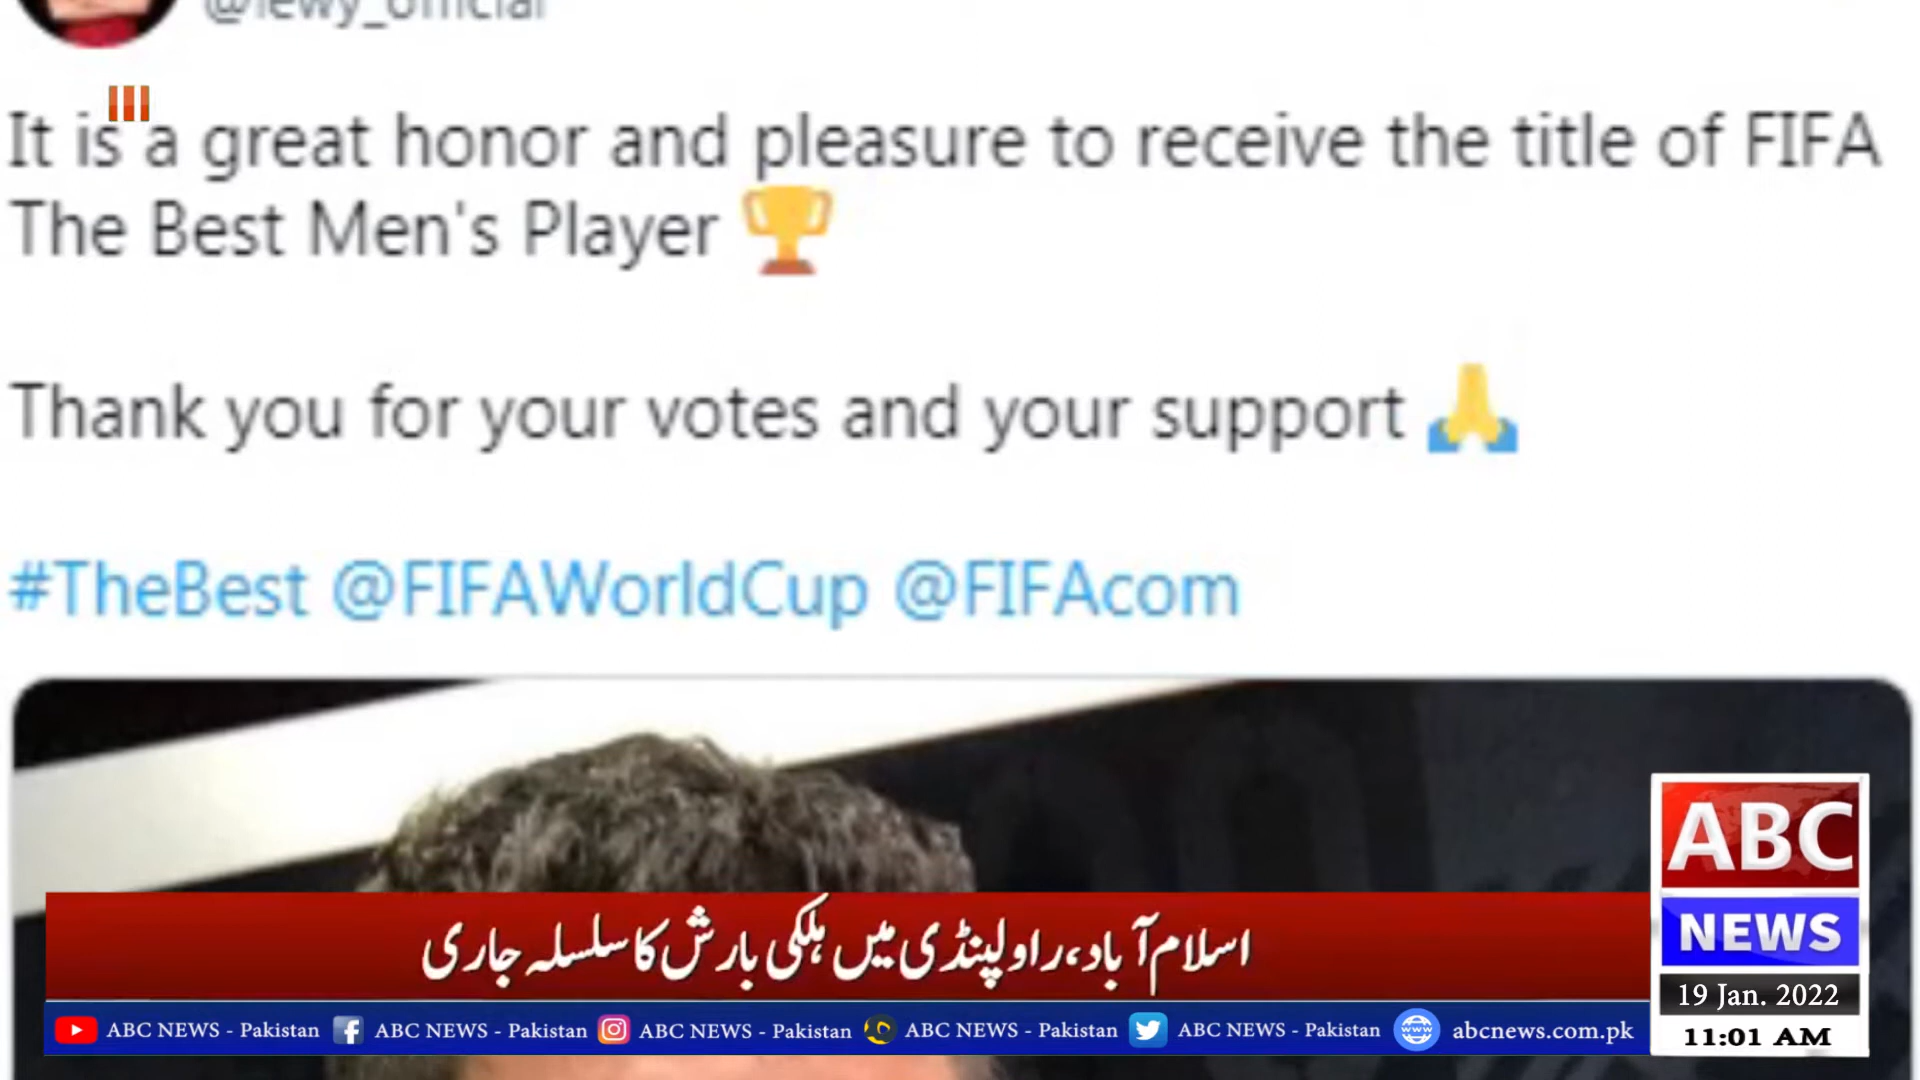 @lewy_official
It is a great honor and pleasure to receive the title of FIFA
The Best Men's Player 🏆
Thank you for your votes and your support 🙏
#TheBest @FIFAWorldCup @FIFAcom
اسلام آباد، راولپنڈی میں ہلکی بارش کا سلسلہ جاری
ABC
NEWS
19 Jan. 2022
11:01 AM
ABC NEWS - Pakistan ABC NEWS - Pakistan ABC NEWS - Pakistan ABC NEWS - Pakistan ABC NEWS - Pakistan abcnews.com.pk